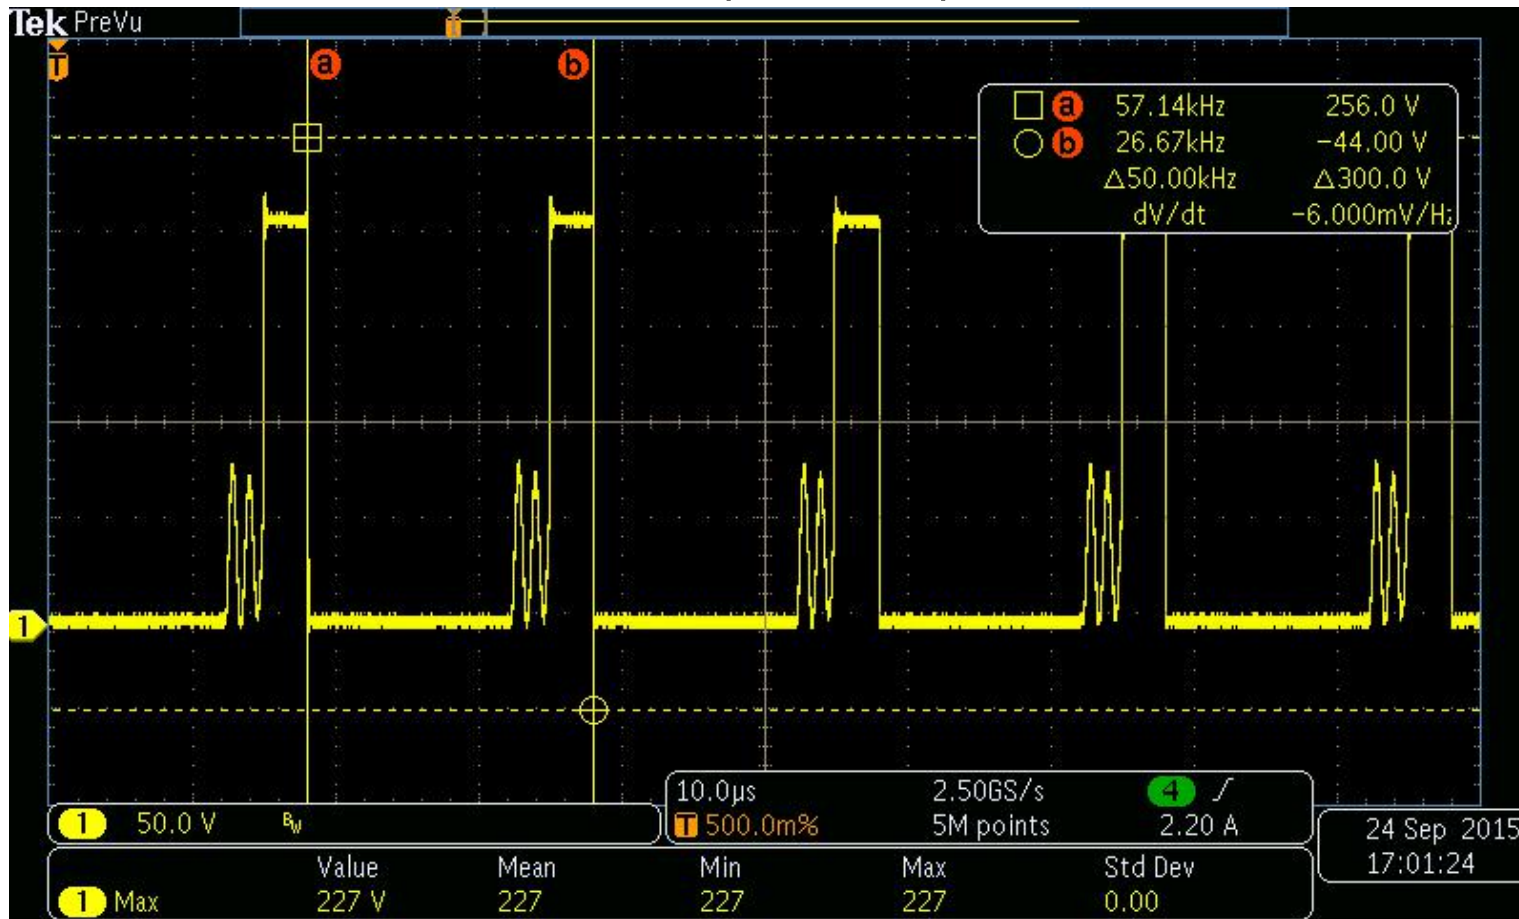 Tek PreVu
T
T
a
b
a 57.14kHz 256.0 V
b 26.67kHz −44.00 V
△50.00kHz △300.0 V
dV/dt −6.000mV/Hz
1
1 50.0 V BW
10.0µs 2.50GS/s 4
T 500.0m% 5M points 2.20 A
24 Sep 2015
17:01:24
Value Mean Min Max Std Dev
1 Max 227 V 227 227 227 0.00